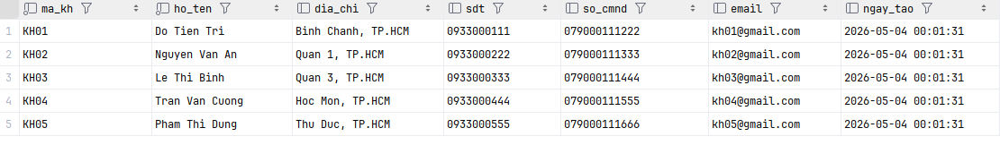 ma_kh ho_ten dia_chi sdt so_cmnd email ngay_tao
1 KH01 Do Tien Tri Binh Chanh, TP.HCM 0933000111 079000111222 kh01@gmail.com 2026-05-04 00:01:31
2 KH02 Nguyen Van An Quan 1, TP.HCM 0933000222 079000111333 kh02@gmail.com 2026-05-04 00:01:31
3 KH03 Le Thi Binh Quan 3, TP.HCM 0933000333 079000111444 kh03@gmail.com 2026-05-04 00:01:31
4 KH04 Tran Van Cuong Hoc Mon, TP.HCM 0933000444 079000111555 kh04@gmail.com 2026-05-04 00:01:31
5 KH05 Pham Thi Dung Thu Duc, TP.HCM 0933000555 079000111666 kh05@gmail.com 2026-05-04 00:01:31